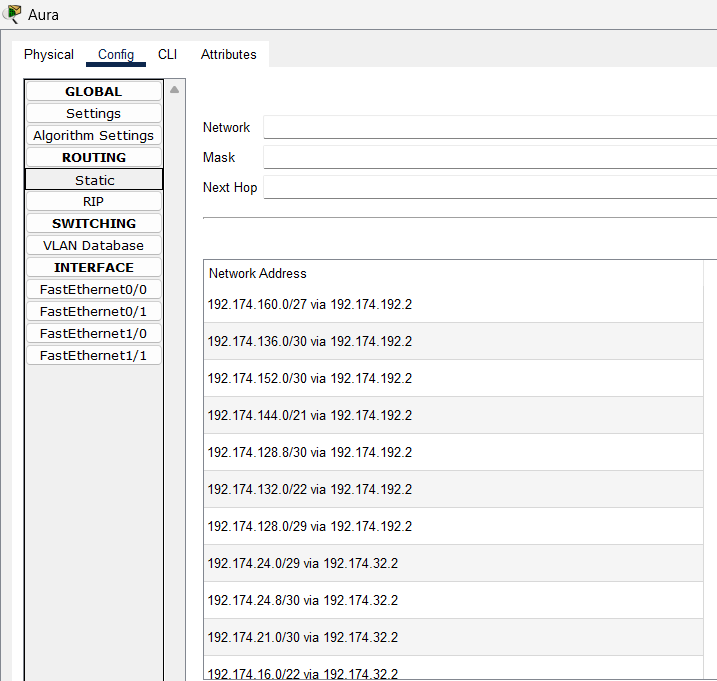 Aura
Physical Config CLI Attributes
GLOBAL
Settings
Algorithm Settings
ROUTING
Static
RIP
SWITCHING
VLAN Database
INTERFACE
FastEthernet0/0
FastEthernet0/1
FastEthernet1/0
FastEthernet1/1
Network
Mask
Next Hop
Network Address
192.174.160.0/27 via 192.174.192.2
192.174.136.0/30 via 192.174.192.2
192.174.152.0/30 via 192.174.192.2
192.174.144.0/21 via 192.174.192.2
192.174.128.8/30 via 192.174.192.2
192.174.132.0/22 via 192.174.192.2
192.174.128.0/29 via 192.174.192.2
192.174.24.0/29 via 192.174.32.2
192.174.24.8/30 via 192.174.32.2
192.174.21.0/30 via 192.174.32.2
192.174.16.0/22 via 192.174.32.2